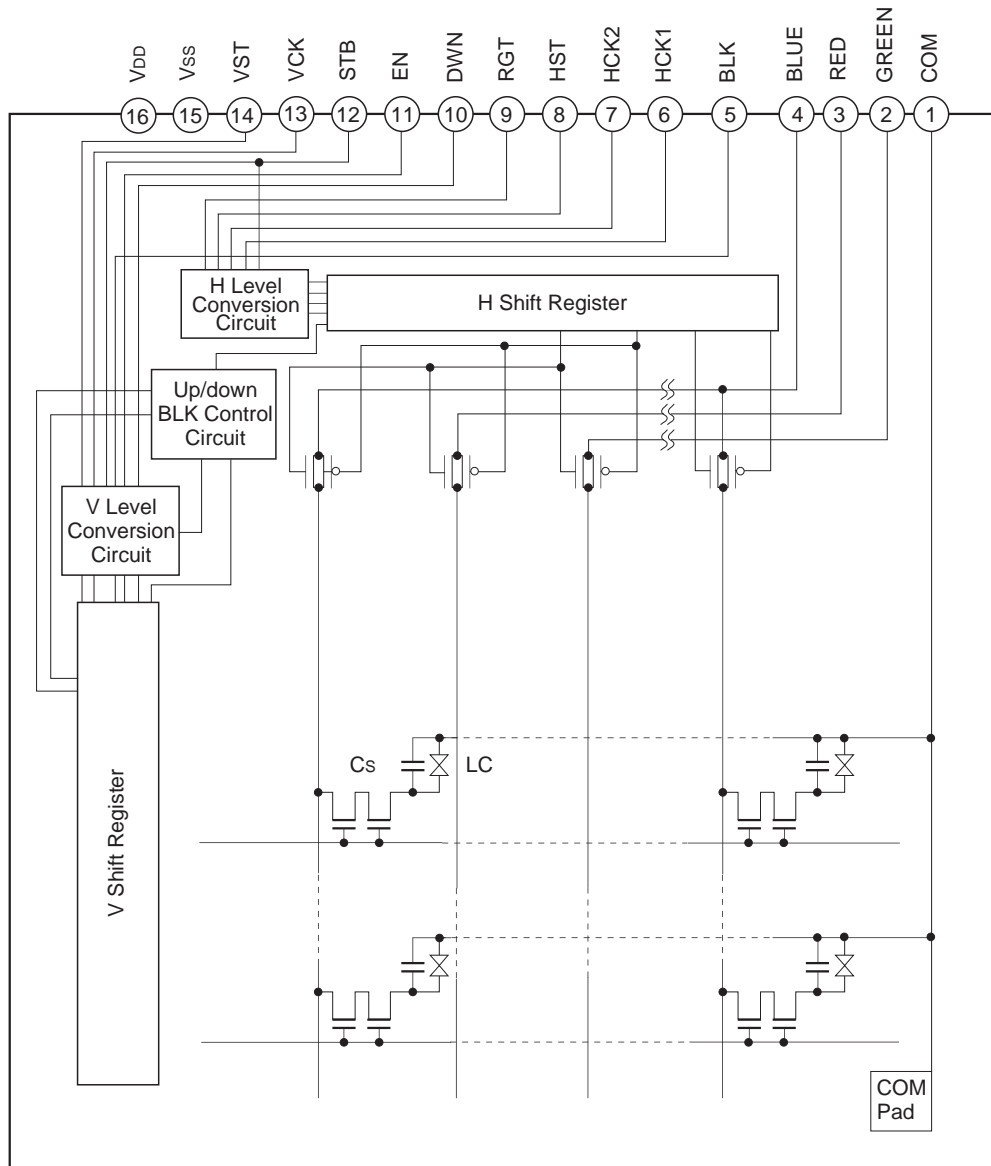 VDD
VSS
VST
VCK
STB
EN
DWN
RGT
HST
HCK2
HCK1
BLK
BLUE
RED
GREEN
COM
16
15
14
13
12
11
10
9
8
7
6
5
4
3
2
1
H Level
Conversion
Circuit
H Shift Register
Up/down
BLK Control
Circuit
V Level
Conversion
Circuit
V Shift Register
CS
LC
COM
Pad